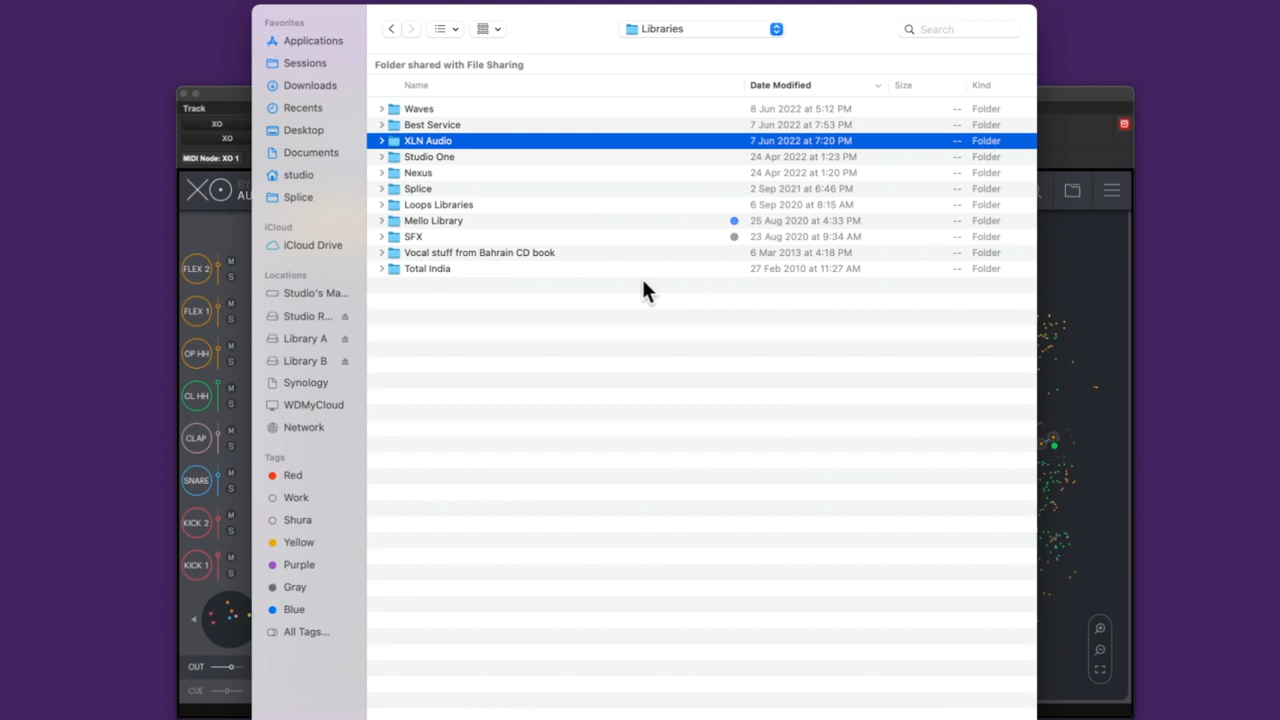 Favorites
Applications
Sessions
Downloads
Recents
Desktop
Documents
studio
Splice
iCloud
iCloud Drive
Locations
Studio's Ma...
Studio R...
Library A
Library B
Synology
WDMyCloud
Network
Tags
Red
Work
Shura
Yellow
Purple
Gray
Blue
All Tags...
Libraries
Search
Folder shared with File Sharing
Name Date Modified Size Kind
Waves 8 Jun 2022 at 5:12 PM -- Folder
Best Service 7 Jun 2022 at 7:53 PM -- Folder
XLN Audio 7 Jun 2022 at 7:20 PM -- Folder
Studio One 24 Apr 2022 at 1:23 PM -- Folder
Nexus 24 Apr 2022 at 1:20 PM -- Folder
Splice 2 Sep 2021 at 6:46 PM -- Folder
Loops Libraries 6 Sep 2020 at 8:15 AM -- Folder
Mello Library 25 Aug 2020 at 4:33 PM -- Folder
SFX 23 Aug 2020 at 9:34 AM -- Folder
Vocal stuff from Bahrain CD book 6 Mar 2013 at 4:18 PM -- Folder
Total India 27 Feb 2010 at 11:27 AM -- Folder
Track
XO
XO
MIDI Node: XO 1
XO BY
AU
FLEX 2 M
S
FLEX 1 M
S
OP HH M
S
CL HH M
S
CLAP M
S
SNARE M
S
KICK 2 M
S
KICK 1 M
S
OUT
CUE